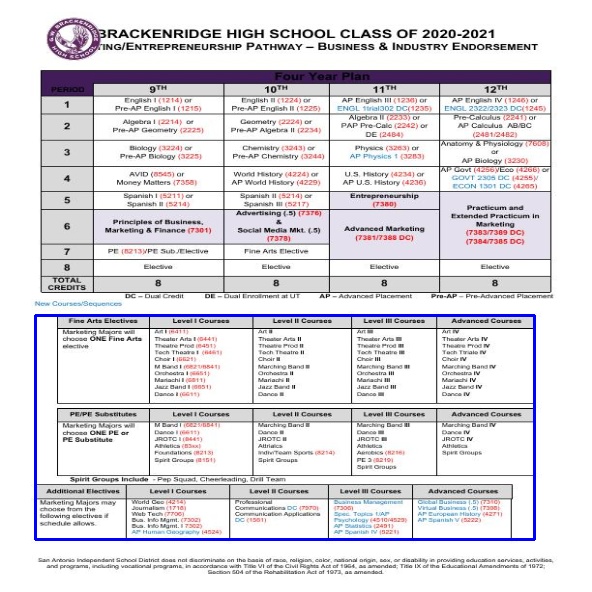 BRACKENRIDGE HIGH SCHOOL CLASS OF 2020-2021
TING/ENTREPRENEURSHIP PATHWAY – BUSINESS & INDUSTRY ENDORSEMENT
Four Year Plan
PERIOD 9TH 10TH 11TH 12TH
1
English I (1214) or
Pre-AP English I (1215)
English II (1224) or
Pre-AP English II (1225)
AP English III (1236) or
ENGL 1trial302 DC(1235)
AP English IV (1246) or
ENGL 2322/2323 DC(1245)
2
Algebra I (2214) or
Pre-AP Geometry (2225)
Geometry (2224) or
Pre-AP Algebra II (2234)
Algebra II (2233) or
PAP Pre-Calc (2242) or
DE (2484)
Pre-Calculus (2241) or
AP Calculus AB/BC
(2481/2482)
3
Biology (3224) or
Pre-AP Biology (3225)
Chemistry (3243) or
Pre-AP Chemistry (3244)
Physics (3263) or
AP Physics 1 (3283)
Anatomy & Physiology (7608)
or
AP Biology (3230)
4
AVID (8545) or
Money Matters (7358)
World History (4224) or
AP World History (4229)
U.S. History (4234) or
AP U.S. History (4236)
AP Govt (4256)/Eco (4266) or
GOVT 2305 DC (4255)/
ECON 1301 DC (4265)
5
Spanish I (5211) or
Spanish II (5214)
Spanish II (5214) or
Spanish III (5217)
Entrepreneurship
(7380)
Practicum and
Extended Practicum in
Marketing
(7383/7389 DC)
(7384/7385 DC)
6
Principles of Business,
Marketing & Finance (7301)
Advertising (.5) (7376)
&
Social Media Mkt. (.5)
(7378)
Advanced Marketing
(7381/7388 DC)
7
PE (8213)/PE Sub./Elective
Fine Arts Elective
8 Elective Elective Elective Elective
TOTAL
CREDITS
8 8 8 8
DC – Dual Credit DE – Dual Enrollment at UT AP – Advanced Placement Pre-AP – Pre-Advanced Placement
New Courses/Sequences
Fine Arts Electives Level I Courses Level II Courses Level III Courses Advanced Courses
Marketing Majors will
choose ONE Fine Arts
elective
Art I (6411)
Theater Arts I (6441)
Theatre Prod (6451)
Tech Theatre I (6461)
Choir I (6621)
M Band I (6821/6841)
Orchestra I (6651)
Mariachi I (6811)
Jazz Band I (6851)
Dance I (6611)
Art II
Theater Arts II
Theatre Prod II
Tech Theatre II
Choir II
Marching Band II
Orchestra II
Mariachi II
Jazz Band II
Dance II
Art III
Theater Arts III
Theatre Prod III
Tech Theatre III
Choir III
Marching Band III
Orchestra III
Mariachi III
Jazz Band III
Dance III
Art IV
Theater Arts IV
Theatre Prod IV
Choir IV
Marching Band IV
Orchestra IV
Mariachi IV
Jazz Band IV
Dance IV
PE/PE Substitutes Level I Courses Level II Courses Level III Courses Advanced Courses
Marketing Majors will
choose ONE PE or
PE Substitute
M Band I (6821/6841)
Dance I (6611)
JROTC I (8441)
Athletics
Foundations (8213)
Spirit Groups (8161)
Marching Band II
Dance II
JROTC II
Indiv/Team Sports (8214)
Spirit Groups
Marching Band III
Dance III
JROTC III
Athletics
Aerobics (8216)
PE 3 (8219)
Spirit Groups
Marching Band IV
Dance IV
JROTC IV
Athletics
Spirit Groups
Spirit Groups Include - Pep Squad, Cheerleading, Drill Team
Additional Electives Level I Courses Level II Courses Level III Courses Advanced Courses
Marketing Majors may
choose from the
following electives if
schedule allows.
World Geo (4214)
Journalism (1716)
Web Tech (7706)
Bus. Info Mgmt. (7302)
Bus. Info Mgmt. I
AP Human Geography (4524)
Professional
Communications DC (7970)
Communication Applications
DC (1561)
Business Management
(7300)
Spec. Topics 1/AP
Psychology (4510/4529)
AP Statistics (2491)
AP Spanish IV (5221)
Global Business (.5) (7316)
Virtual Business (.5) (7398)
AP European History (4271)
AP Spanish V (5222)
San Antonio Independent School District does not discriminate on the basis of race, religion, color, national origin, sex, or disability in providing education services, activities,
and programs, including vocational programs, in accordance with Title VI of the Civil Rights Act of 1964, as amended; Title IX of the Educational Amendments of 1972;
Section 504 of the Rehabilitation Act of 1973, as amended.